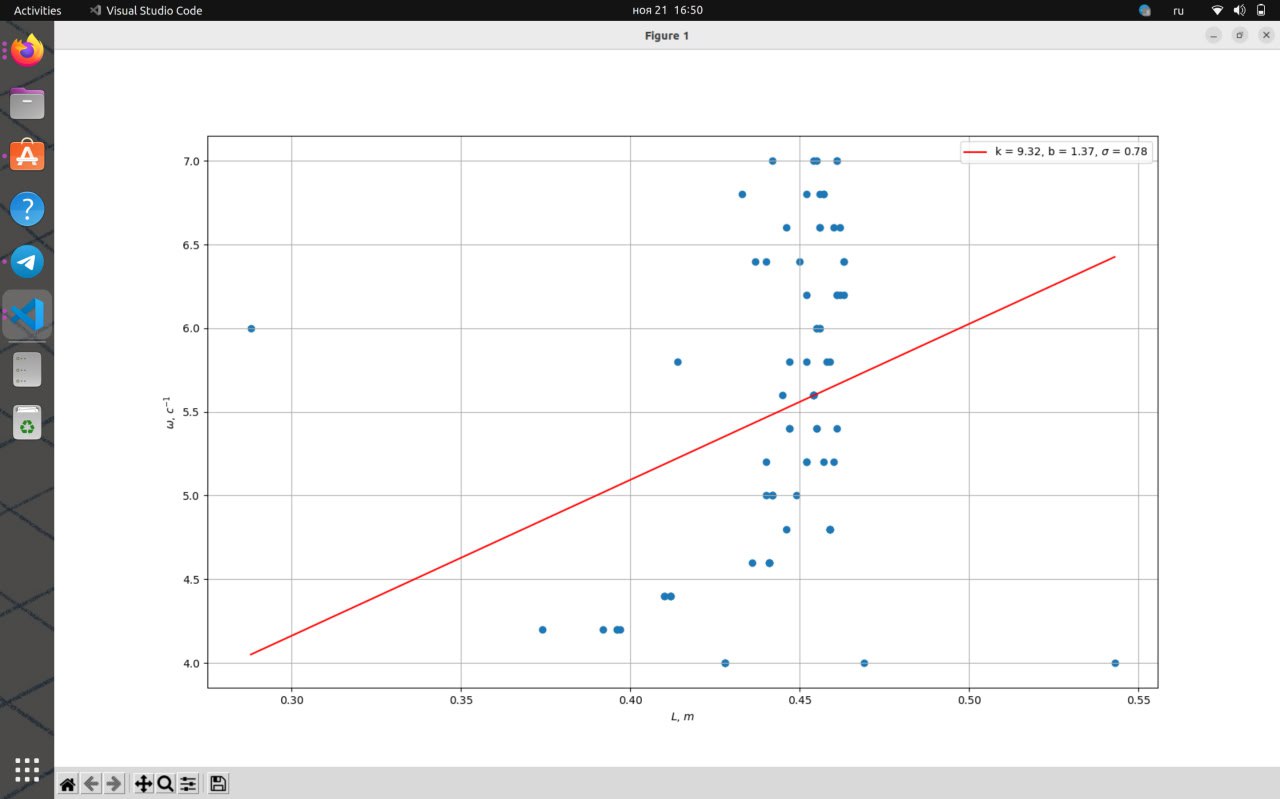 Activities
Visual Studio Code
ноя 21 16:50
ru
Figure 1
k = 9.32, b = 1.37, σ = 0.78
7.0
6.5
6.0
5.5
5.0
4.5
4.0
ω, c⁻¹
0.30
0.35
0.40
0.45
0.50
0.55
L, m